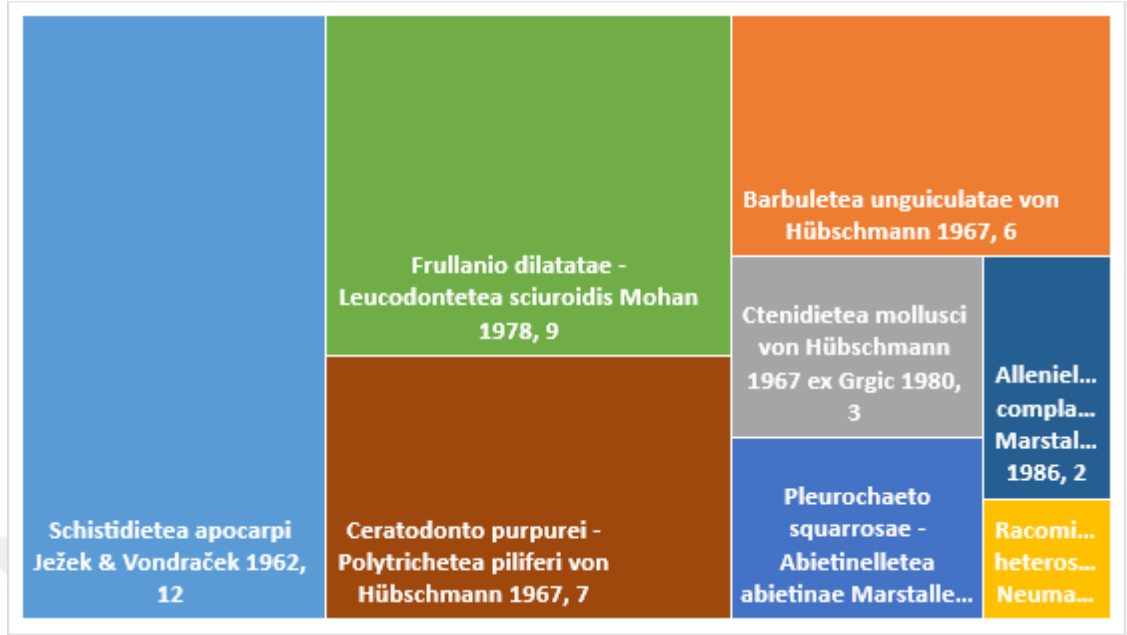 Schistidietea apocarpi
Ježek & Vondraček 1962,
12
Frullanio dilatatae -
Leucodontetea sciuroidis Mohan
1978, 9
Ceratodonto purpurei -
Polytrichetea piliferi von
Hübschmann 1967, 7
Barbuletea unguiculatae von
Hübschmann 1967, 6
Ctenidietea mollusci
von Hübschmann
1967 ex Grgic 1980,
3
Pleurochaeto
squarrosae -
Abietinelletea
abietinae Marstalle...
Alleniel...
compla...
Marstal...
1986, 2
Racomi...
heteros...
Neuma...